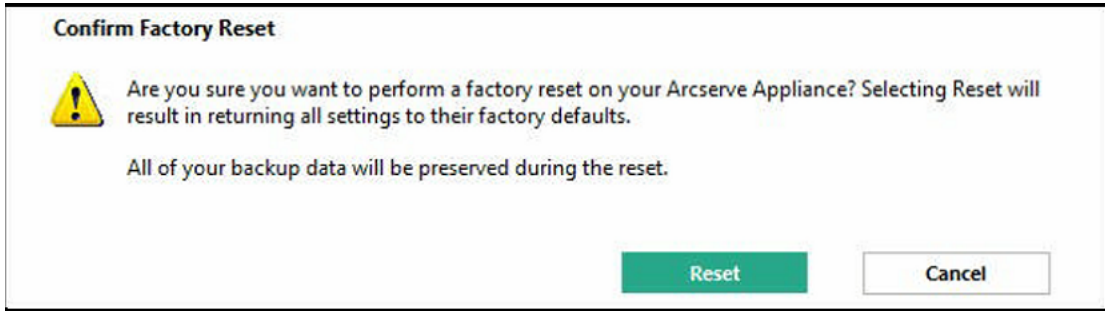 Confirm Factory Reset
Are you sure you want to perform a factory reset on your Arcserve Appliance? Selecting Reset will
result in returning all settings to their factory defaults.
All of your backup data will be preserved during the reset.
Reset
Cancel